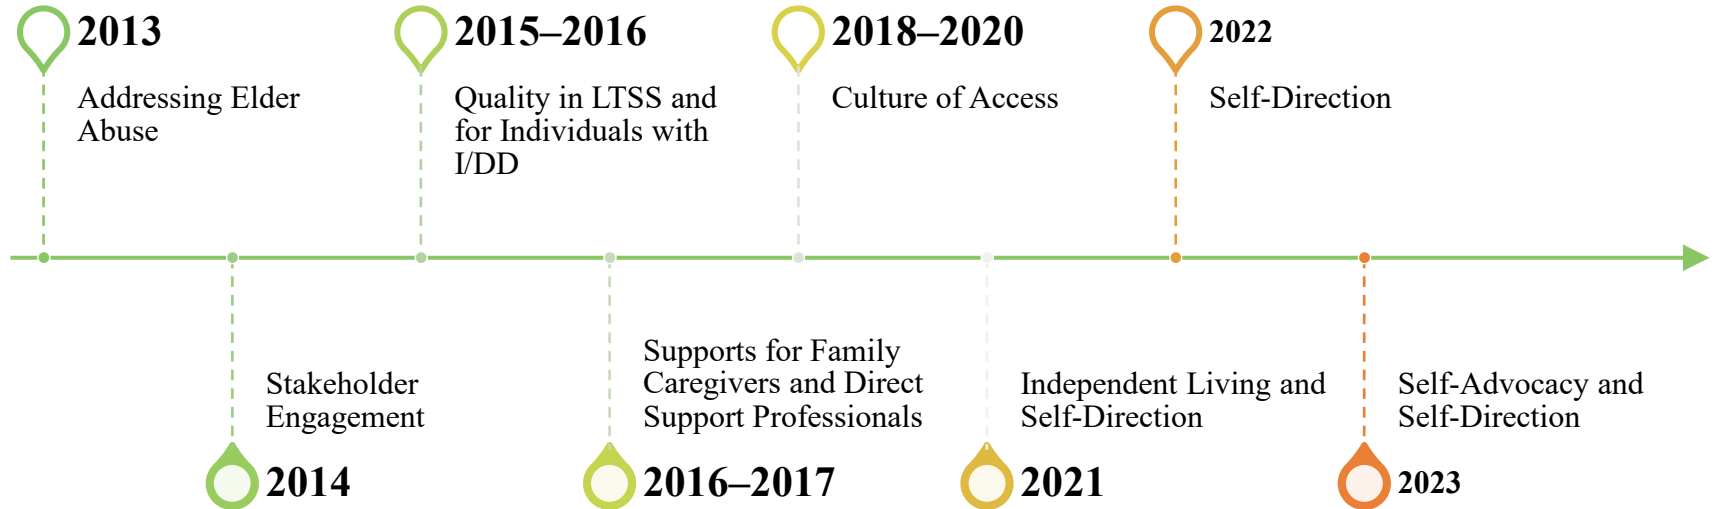 2013
Addressing Elder
Abuse
2014
Stakeholder
Engagement
2015–2016
Quality in LTSS and
for Individuals with
I/DD
2016–2017
Supports for Family
Caregivers and Direct
Support Professionals
2018–2020
Culture of Access
2021
Independent Living and
Self-Direction
2022
Self-Direction
2023
Self-Advocacy and
Self-Direction